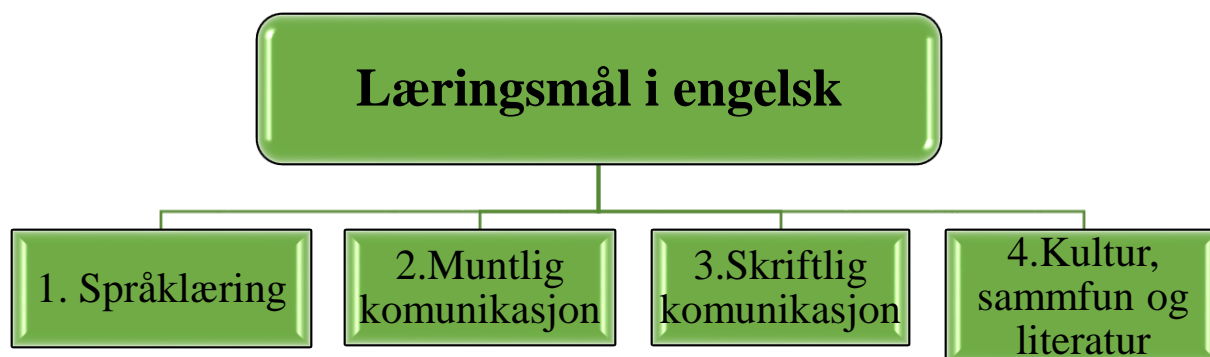 Læringsmål i engelsk
1. Språklæring
2.Muntlig
komunikasjon
3.Skriftlig
komunikasjon
4.Kultur,
sammfun og
literatur